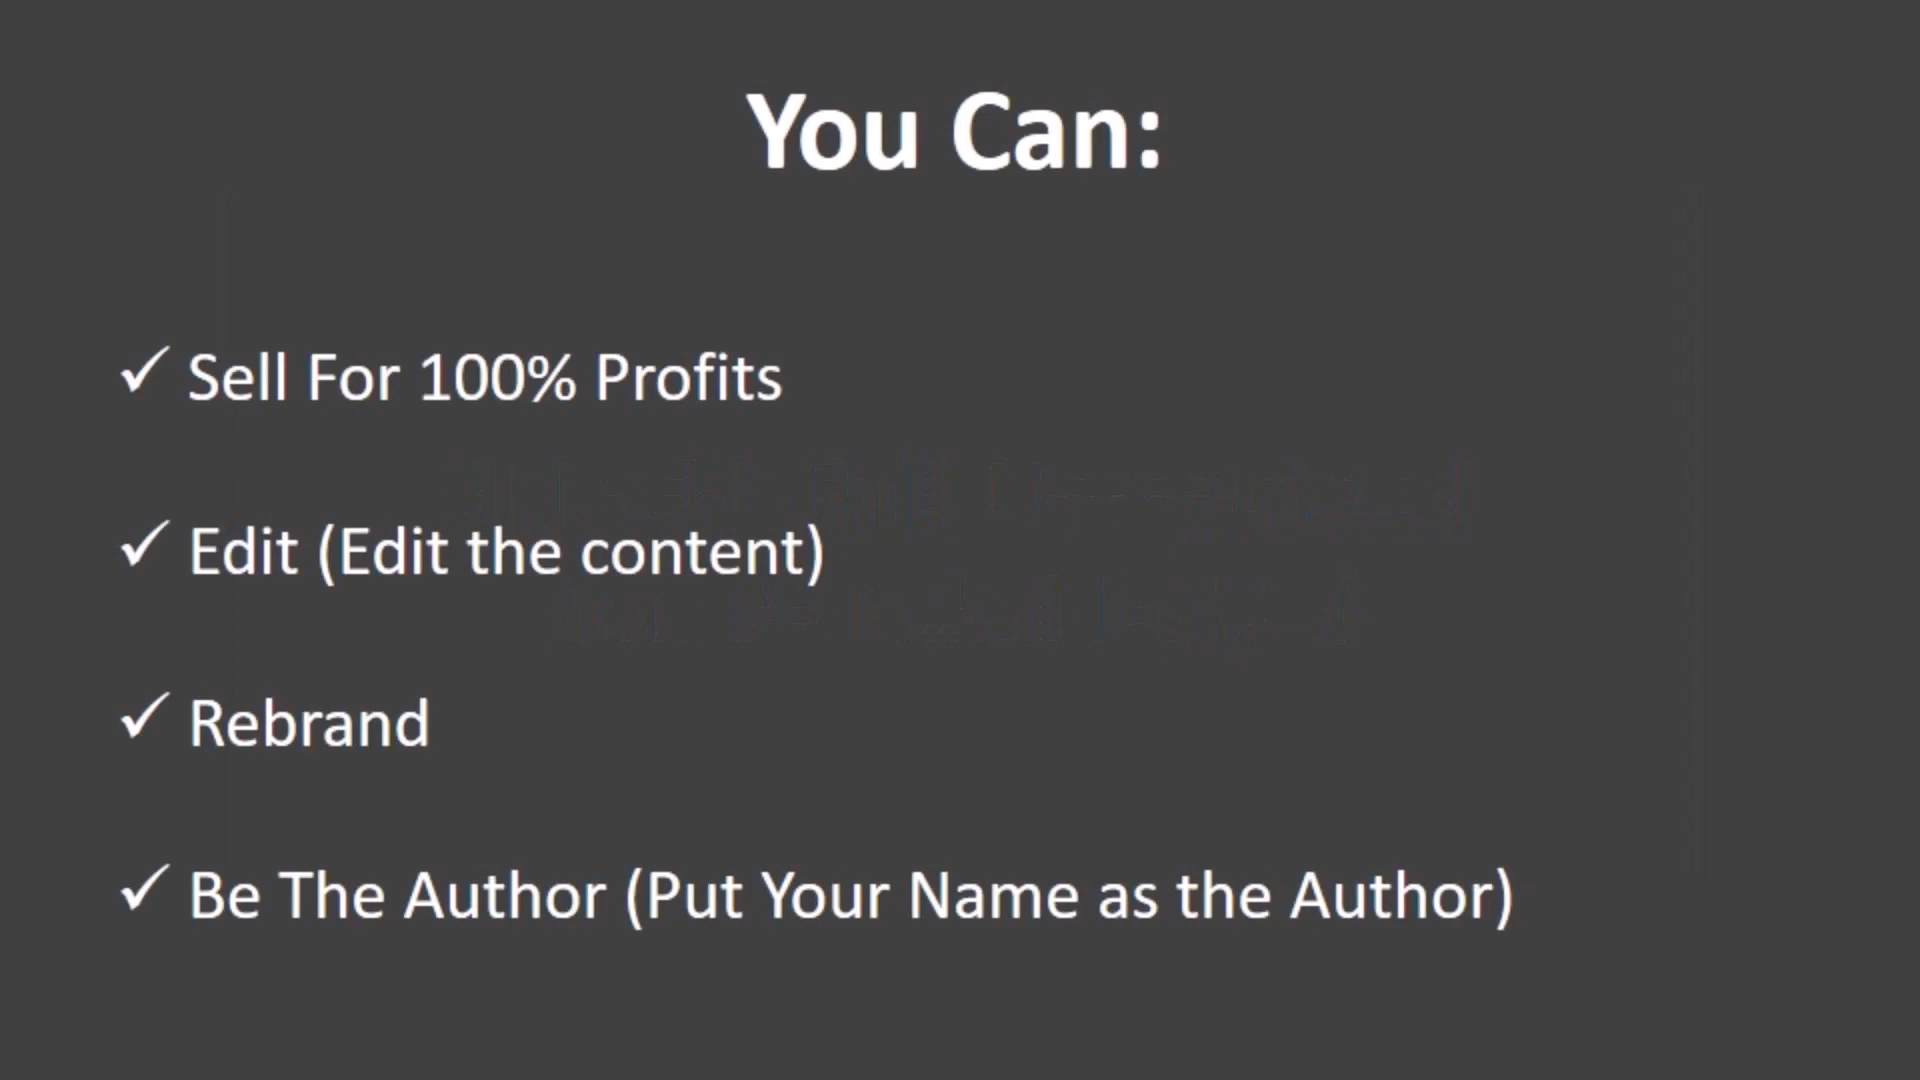 You Can:
Sell For 100% Profits
Edit (Edit the content)
Rebrand
Be The Author (Put Your Name as the Author)